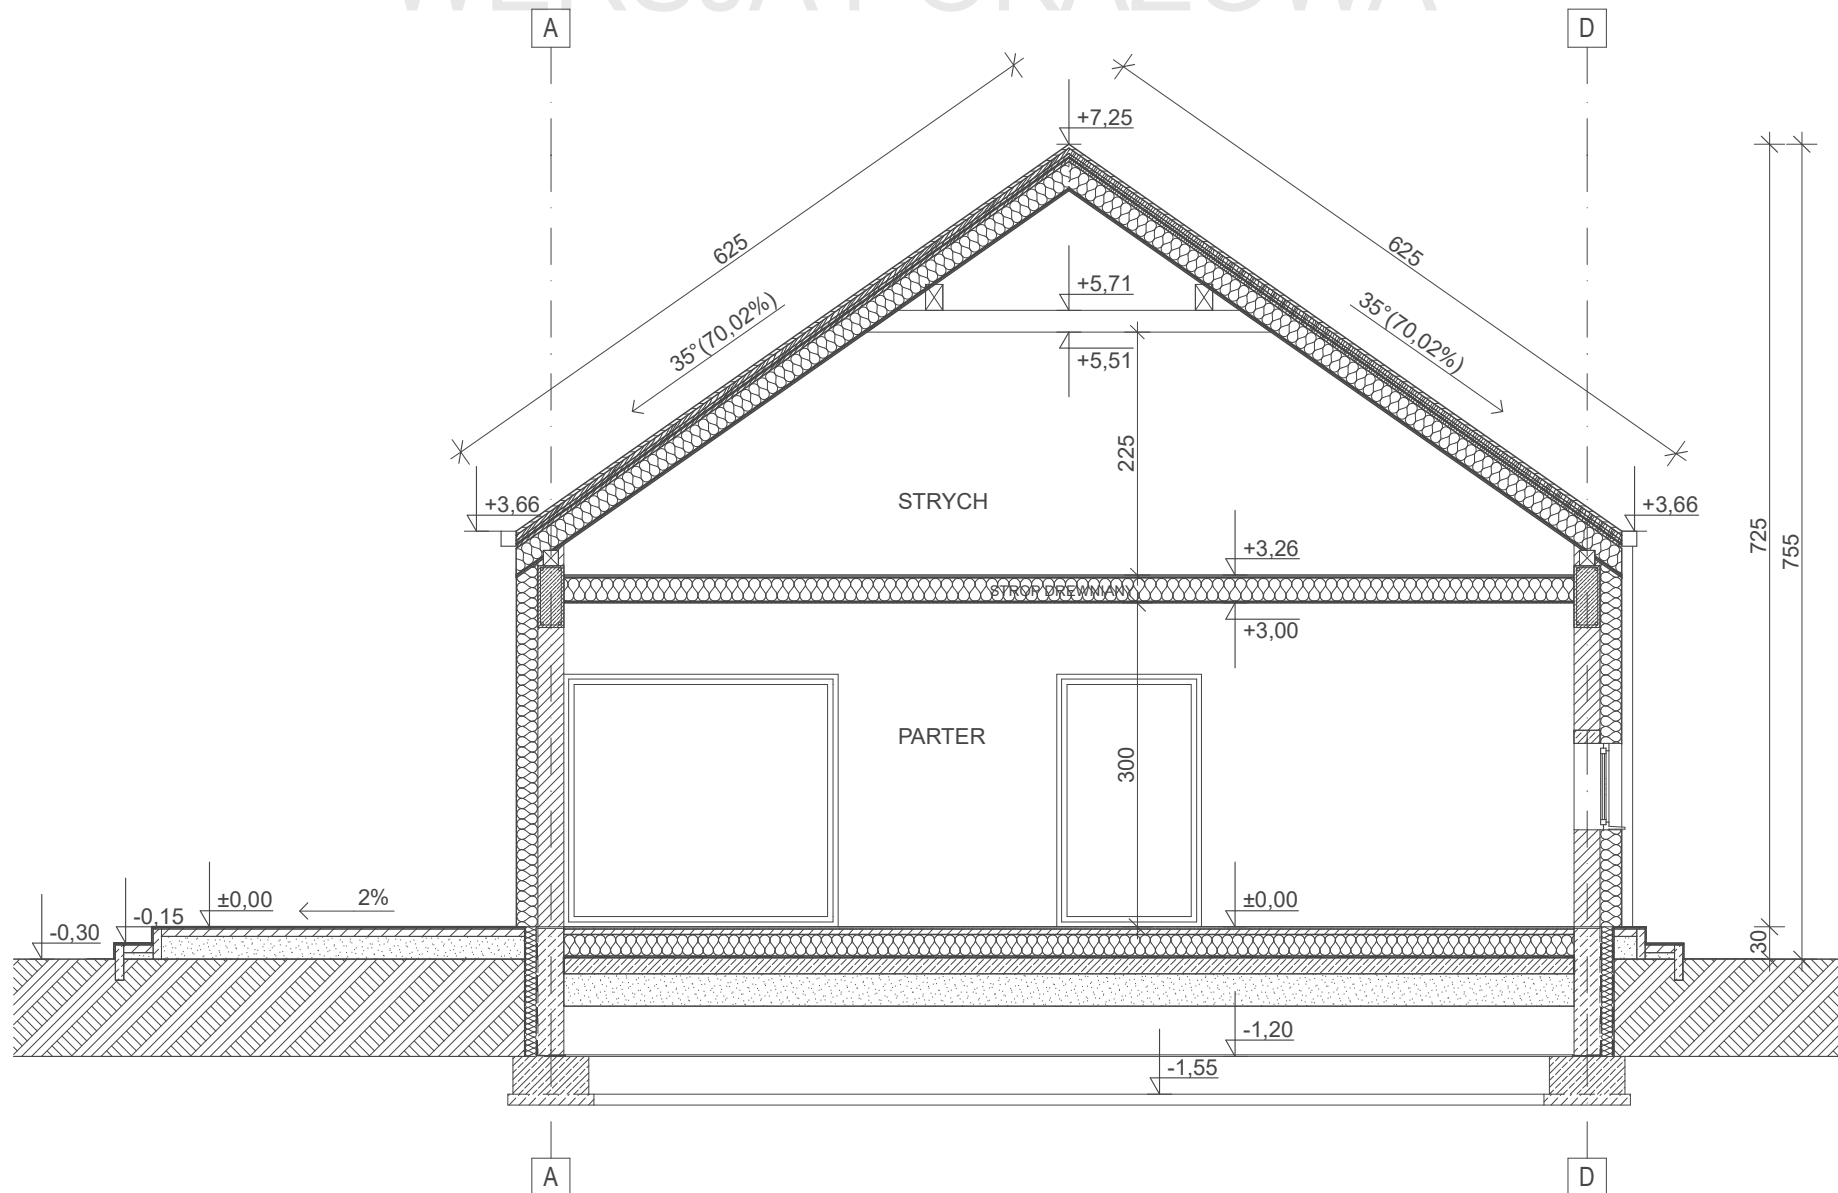 WERSJA POKAZOWA
A
D
+7,25
625
625
+5,71
35°(70,02%)
35°(70,02%)
+5,51
225
+3,66
STRYCH
+3,66
725
755
+3,26
STROP DREWNIANY
+3,00
PARTER
300
±0,00
2%
±0,00
-0,15
-0,30
30
-1,20
-1,55
A
D